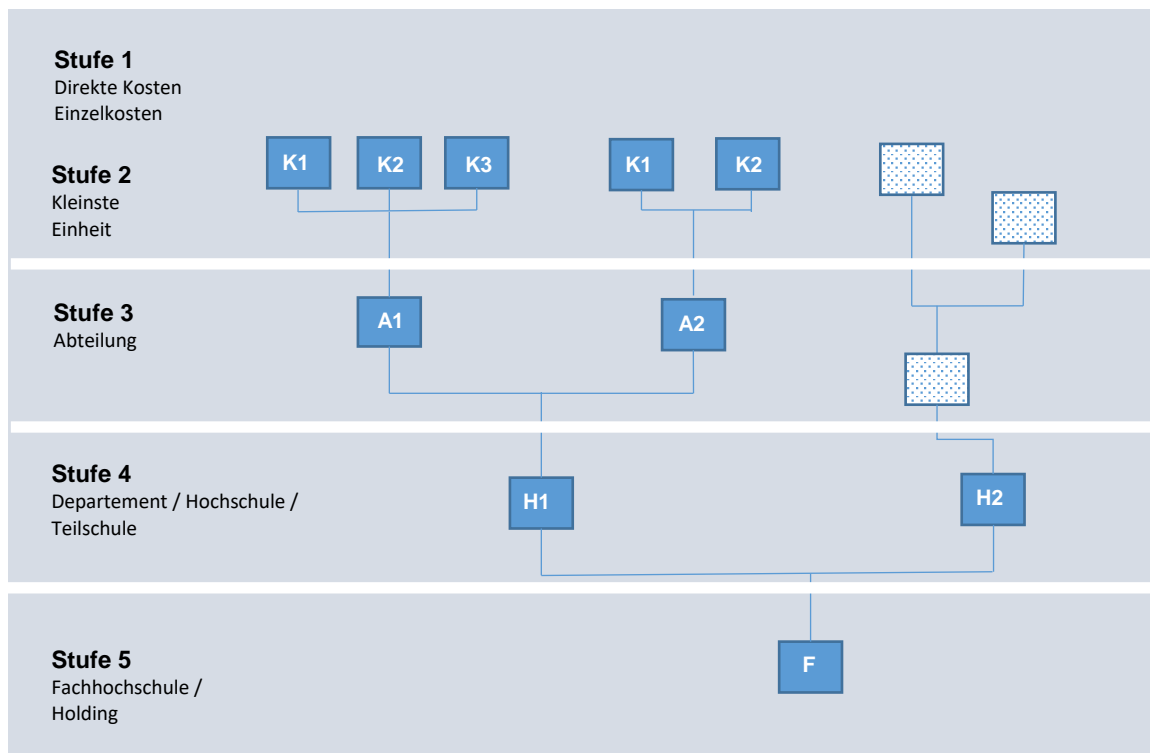 Stufe 1
Direkte Kosten
Einzelkosten
K1 K2 K3 K1 K2
Stufe 2
Kleinste
Einheit
Stufe 3
Abteilung
A1 A2
Stufe 4
Departement / Hochschule /
Teilschule
H1 H2
Stufe 5
Fachhochschule /
Holding
F